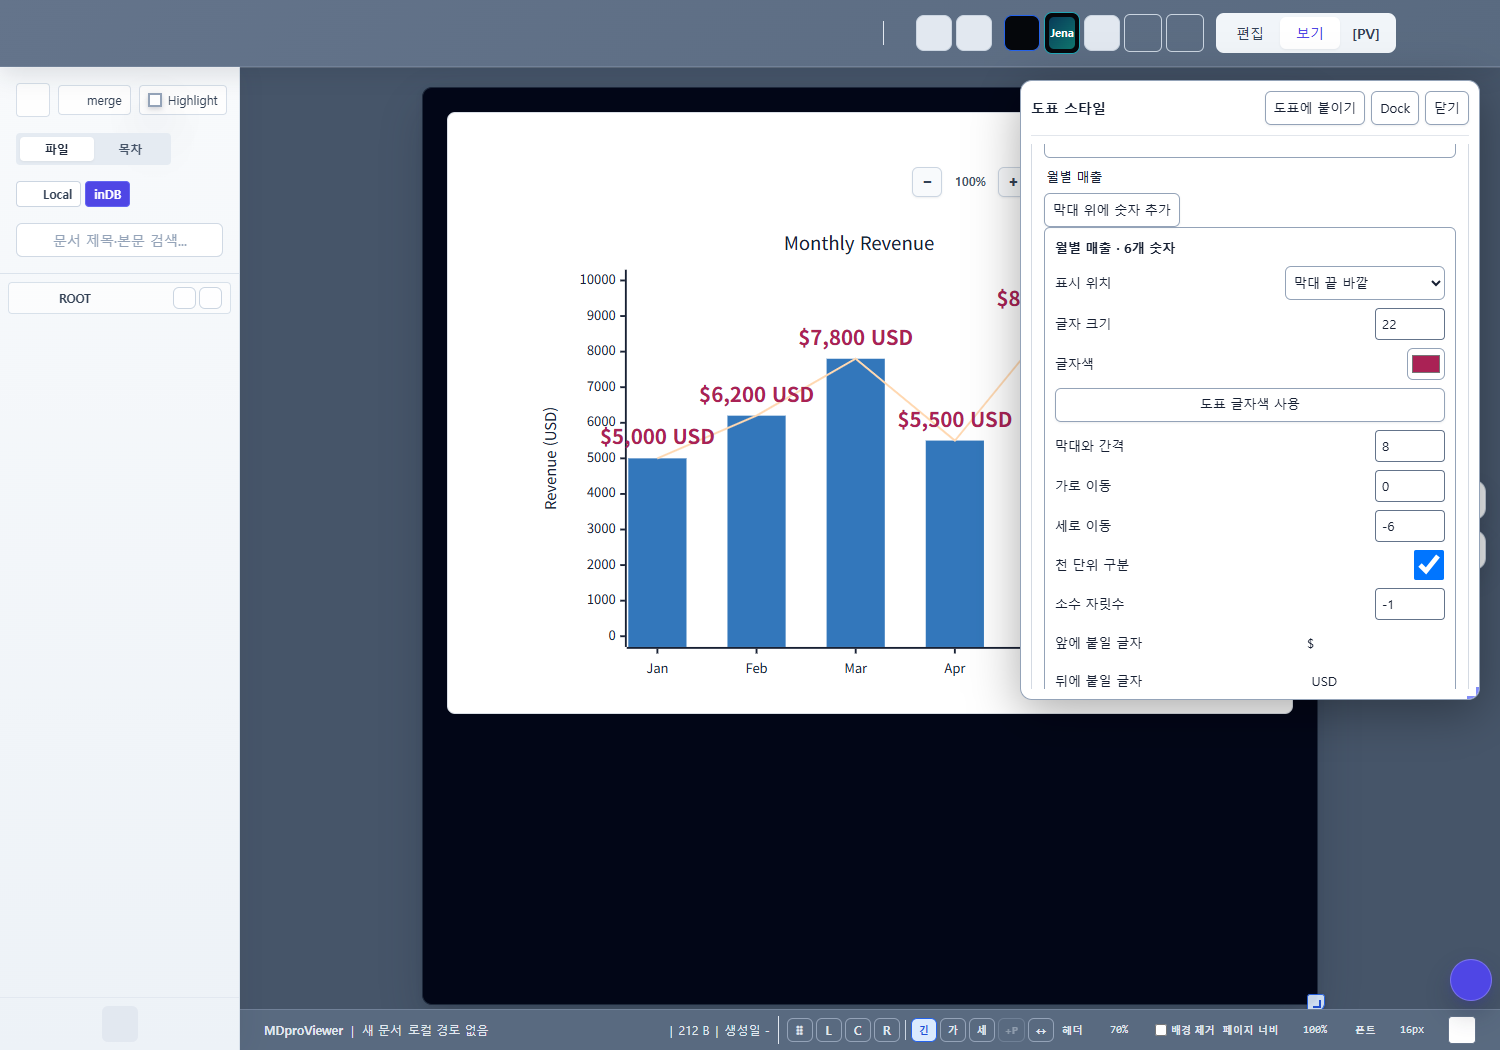 Jena
편집 보기 [PV]
merge Highlight
파일 목차
Local inDB
문서 제목·본문 검색...
ROOT
− 100% +
Monthly Revenue
Revenue (USD)
10000
9000
8000
7000
6000
5000
4000
3000
2000
1000
0
$5,000 USD
$6,200 USD
$7,800 USD
$5,500 USD
$8
Jan Feb Mar Apr
도표 스타일 도표에 붙이기 Dock 닫기
월별 매출
막대 위에 숫자 추가
월별 매출 · 6개 숫자
표시 위치 막대 끝 바깥
글자 크기 22
글자색
도표 글자색 사용
막대와 간격 8
가로 이동 0
세로 이동 -6
천 단위 구분
소수 자릿수 -1
앞에 붙일 글자 $
뒤에 붙일 글자 USD
MDproViewer | 새 문서 로컬 경로 없음 | 212 B | 생성일 - L C R 긴 가 세 +P ↔ 헤더 70% 배경 제거 페이지 너비 100% 폰트 16px